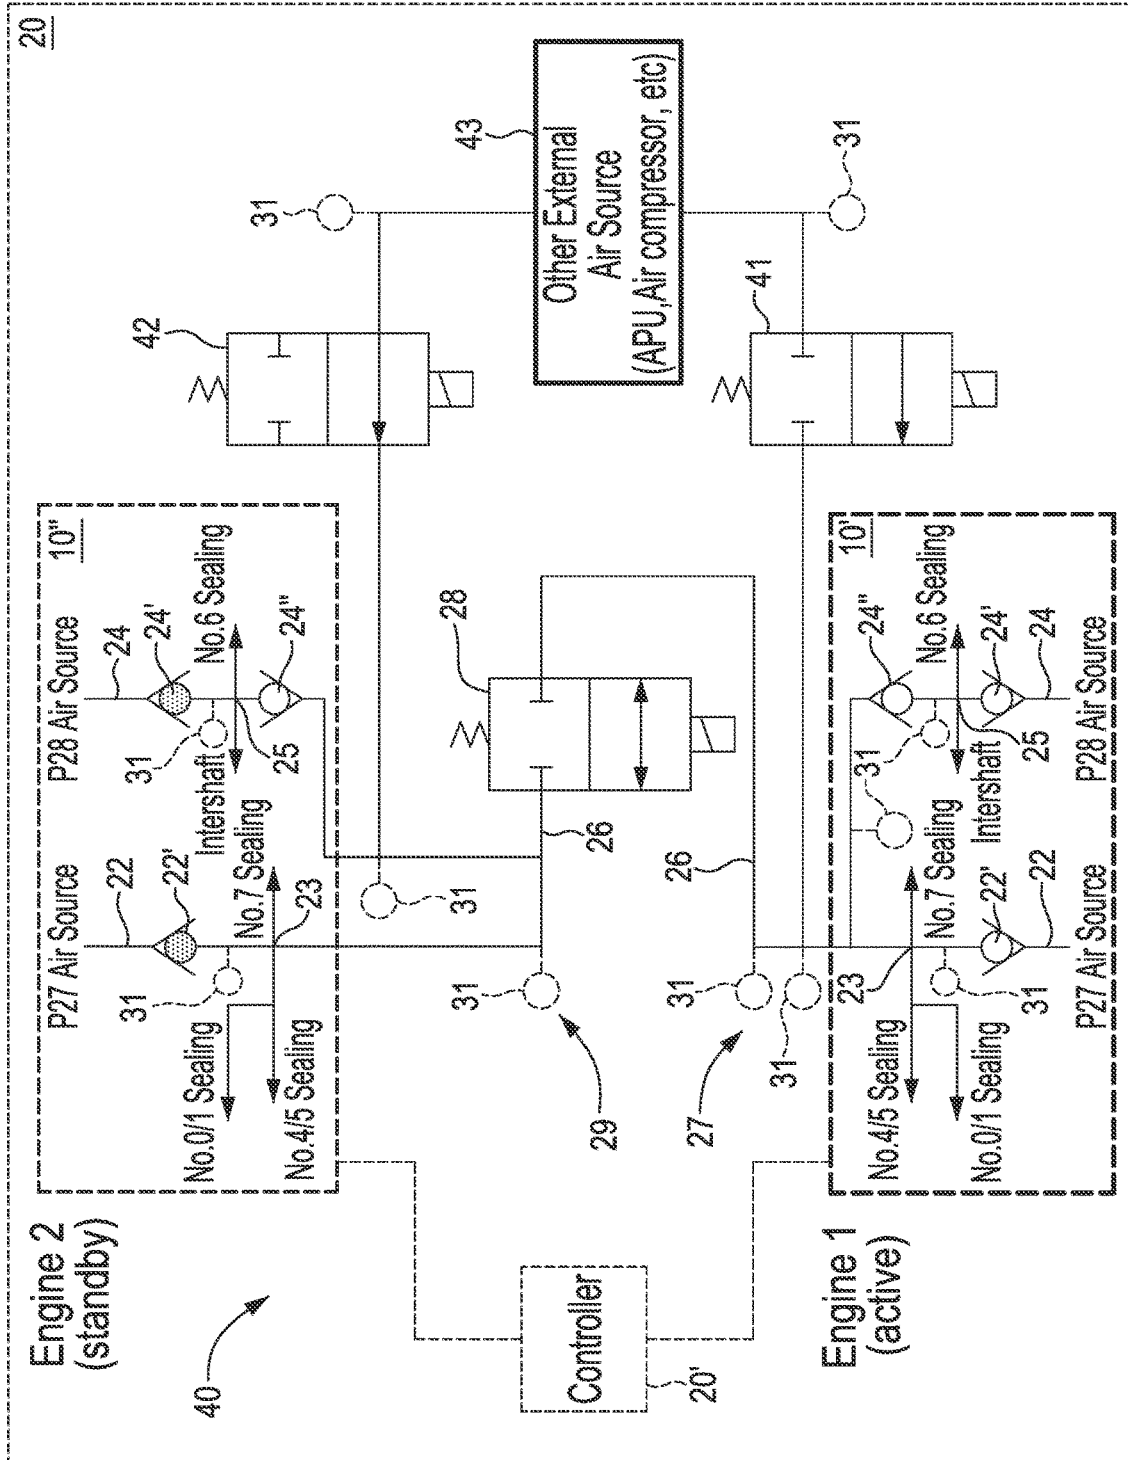 20
40
Engine 2
(standby)
10"
P27 Air Source
22
22'
31
No.7 Sealing
23
No.0/1 Sealing
No.4/5 Sealing
P28 Air Source
24
24'
31
No.6 Sealing
24"
Intershaft
25
42
31
43
Other External
Air Source
(APU,Air compressor, etc)
31
41
28
26
26
31
31
29
31
27
31
Controller
20'
Engine 1
(active)
10'
No.4/5 Sealing
No.0/1 Sealing
23
No.7 Sealing
31
22'
22
P27 Air Source
31
24"
No.6 Sealing
24'
24
Intershaft
25
P28 Air Source